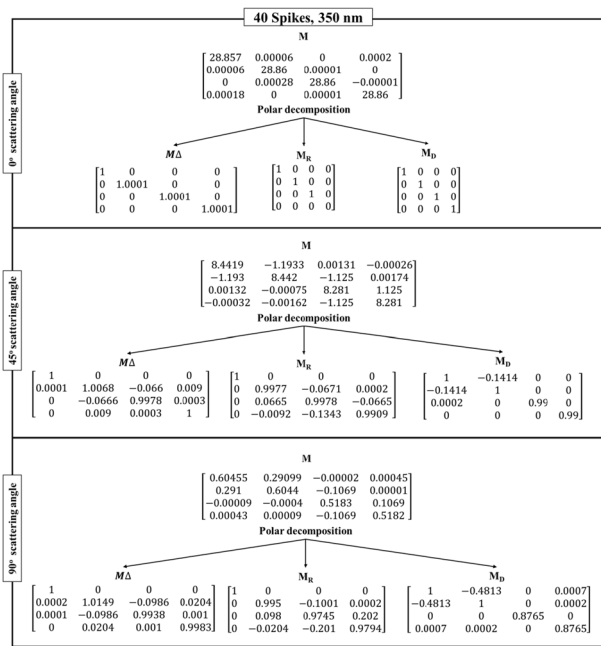 40 Spikes, 350 nm
0° scattering angle
M
28.857 0.00006 0 0.0002
0.00006 28.86 0.00001 0
0 0.00028 28.86 −0.00001
0.00018 0 0.00001 28.86
Polar decomposition
MΔ
1 0 0 0
0 1.0001 0 0
0 0 1.0001 0
0 0 0 1.0001
M_R
1 0 0 0
0 1 0 0
0 0 1 0
0 0 0 0
M_D
1 0 0 0
0 1 0 0
0 0 1 0
0 0 0 1
45° scattering angle
M
8.4419 −1.1933 0.00131 −0.00026
−1.193 8.442 −1.125 0.00174
0.00132 −0.00075 8.281 1.125
−0.00032 −0.00162 −1.125 8.281
Polar decomposition
MΔ
1 0 0 0
0.0001 1.0068 −0.066 0.009
0 −0.0666 0.9978 0.0003
0 0.009 0.0003 1
M_R
1 0 0 0
0 0.9977 −0.0671 0.0002
0 0.0665 0.9978 −0.0665
0 −0.0092 −0.1343 0.9909
M_D
1 −0.1414 0 0
−0.1414 1 0 0
0.0002 0 0.99 0
0 0 0 0.99
90° scattering angle
M
0.60455 0.29099 −0.00002 0.00045
0.291 0.6044 −0.1069 0.00001
−0.00009 −0.0004 0.5183 0.1069
0.00043 0.00009 −0.1069 0.5182
Polar decomposition
MΔ
1 0 0 0
0.0002 1.0149 −0.0986 0.0204
0.0001 −0.0986 0.9938 0.001
0 0.0204 0.001 0.9983
M_R
1 0 0 0
0 0.995 −0.1001 0.0002
0 0.098 0.9745 0.202
0 −0.0204 −0.201 0.9794
M_D
1 −0.4813 0 0.0007
−0.4813 1 0 0.0002
0 0 0.8765 0
0.0007 0.0002 0 0.8765